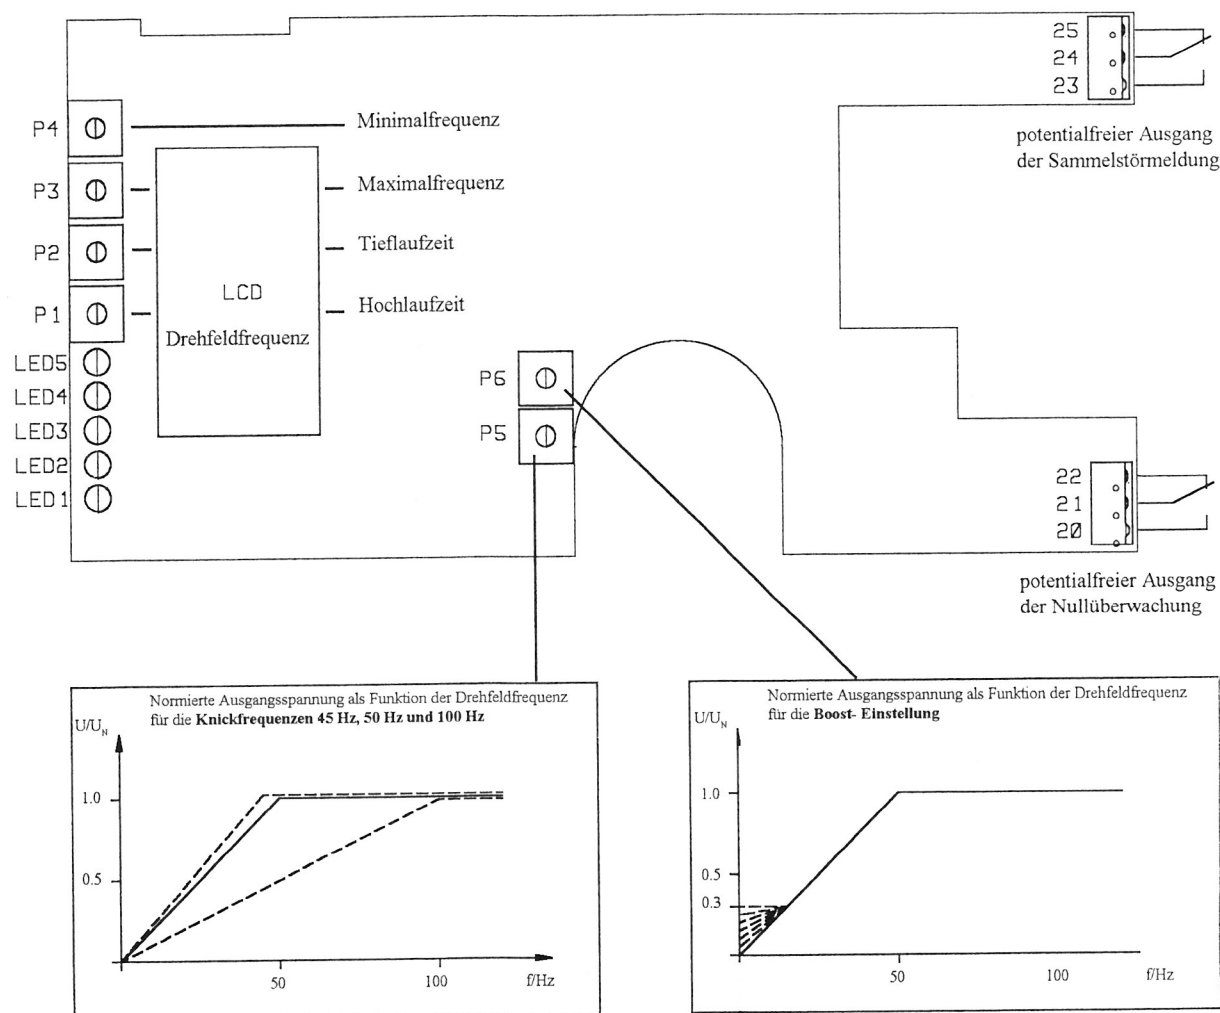 25
24
23
potentialfreier Ausgang
der Sammelstörmeldung
P4
Minimalfrequenz
P3
Maximalfrequenz
P2
Tieflaufzeit
P1
Hochlaufzeit
LCD
Drehfeldfrequenz
LED5
LED4
LED3
LED2
LED1
P6
P5
22
21
20
potentialfreier Ausgang
der Nullüberwachung
Normierte Ausgangsspannung als Funktion der Drehfeldfrequenz
für die Knickfrequenzen 45 Hz, 50 Hz und 100 Hz
U/UN
1.0
0.5
50
100
f/Hz
Normierte Ausgangsspannung als Funktion der Drehfeldfrequenz
für die Boost- Einstellung
U/UN
1.0
0.5
0.3
50
100
f/Hz